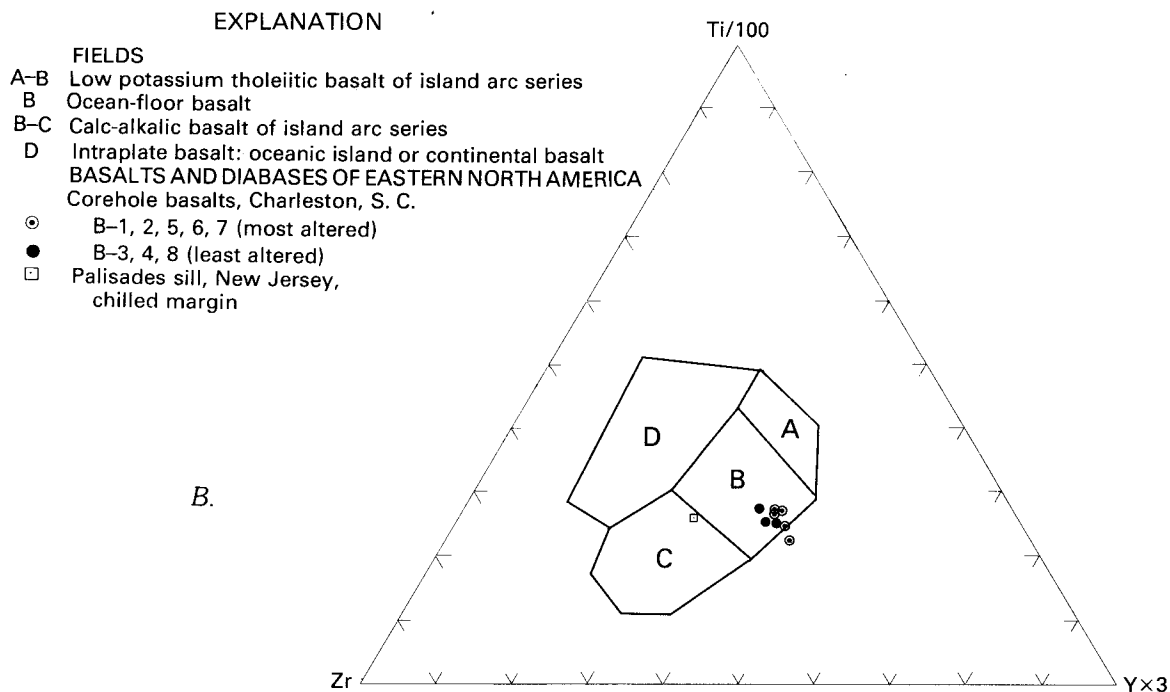 EXPLANATION
FIELDS
A–B Low potassium tholeiitic basalt of island arc series
B Ocean-floor basalt
B–C Calc-alkalic basalt of island arc series
D Intraplate basalt: oceanic island or continental basalt
BASALTS AND DIABASES OF EASTERN NORTH AMERICA
Corehole basalts, Charleston, S. C.
B–1, 2, 5, 6, 7 (most altered)
B–3, 4, 8 (least altered)
Palisades sill, New Jersey,
chilled margin
Ti/100
A
D
B
B.
C
Zr
Y×3